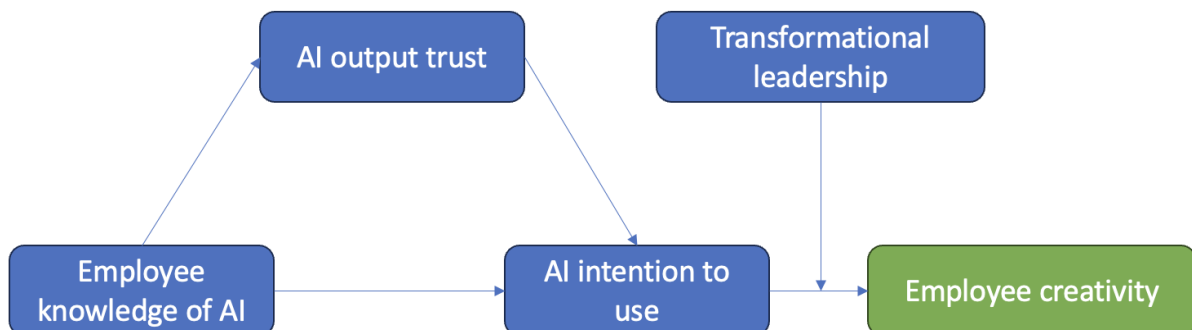 AI output trust
Transformational
leadership
Employee
knowledge of AI
AI intention to
use
Employee creativity